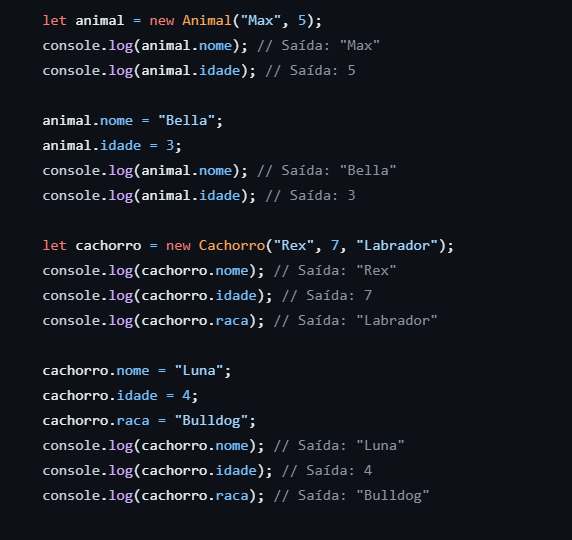 let animal = new Animal("Max", 5);
console.log(animal.nome); // Saída: "Max"
console.log(animal.idade); // Saída: 5
animal.nome = "Bella";
animal.idade = 3;
console.log(animal.nome); // Saída: "Bella"
console.log(animal.idade); // Saída: 3
let cachorro = new Cachorro("Rex", 7, "Labrador");
console.log(cachorro.nome); // Saída: "Rex"
console.log(cachorro.idade); // Saída: 7
console.log(cachorro.raca); // Saída: "Labrador"
cachorro.nome = "Luna";
cachorro.idade = 4;
cachorro.raca = "Bulldog";
console.log(cachorro.nome); // Saída: "Luna"
console.log(cachorro.idade); // Saída: 4
console.log(cachorro.raca); // Saída: "Bulldog"